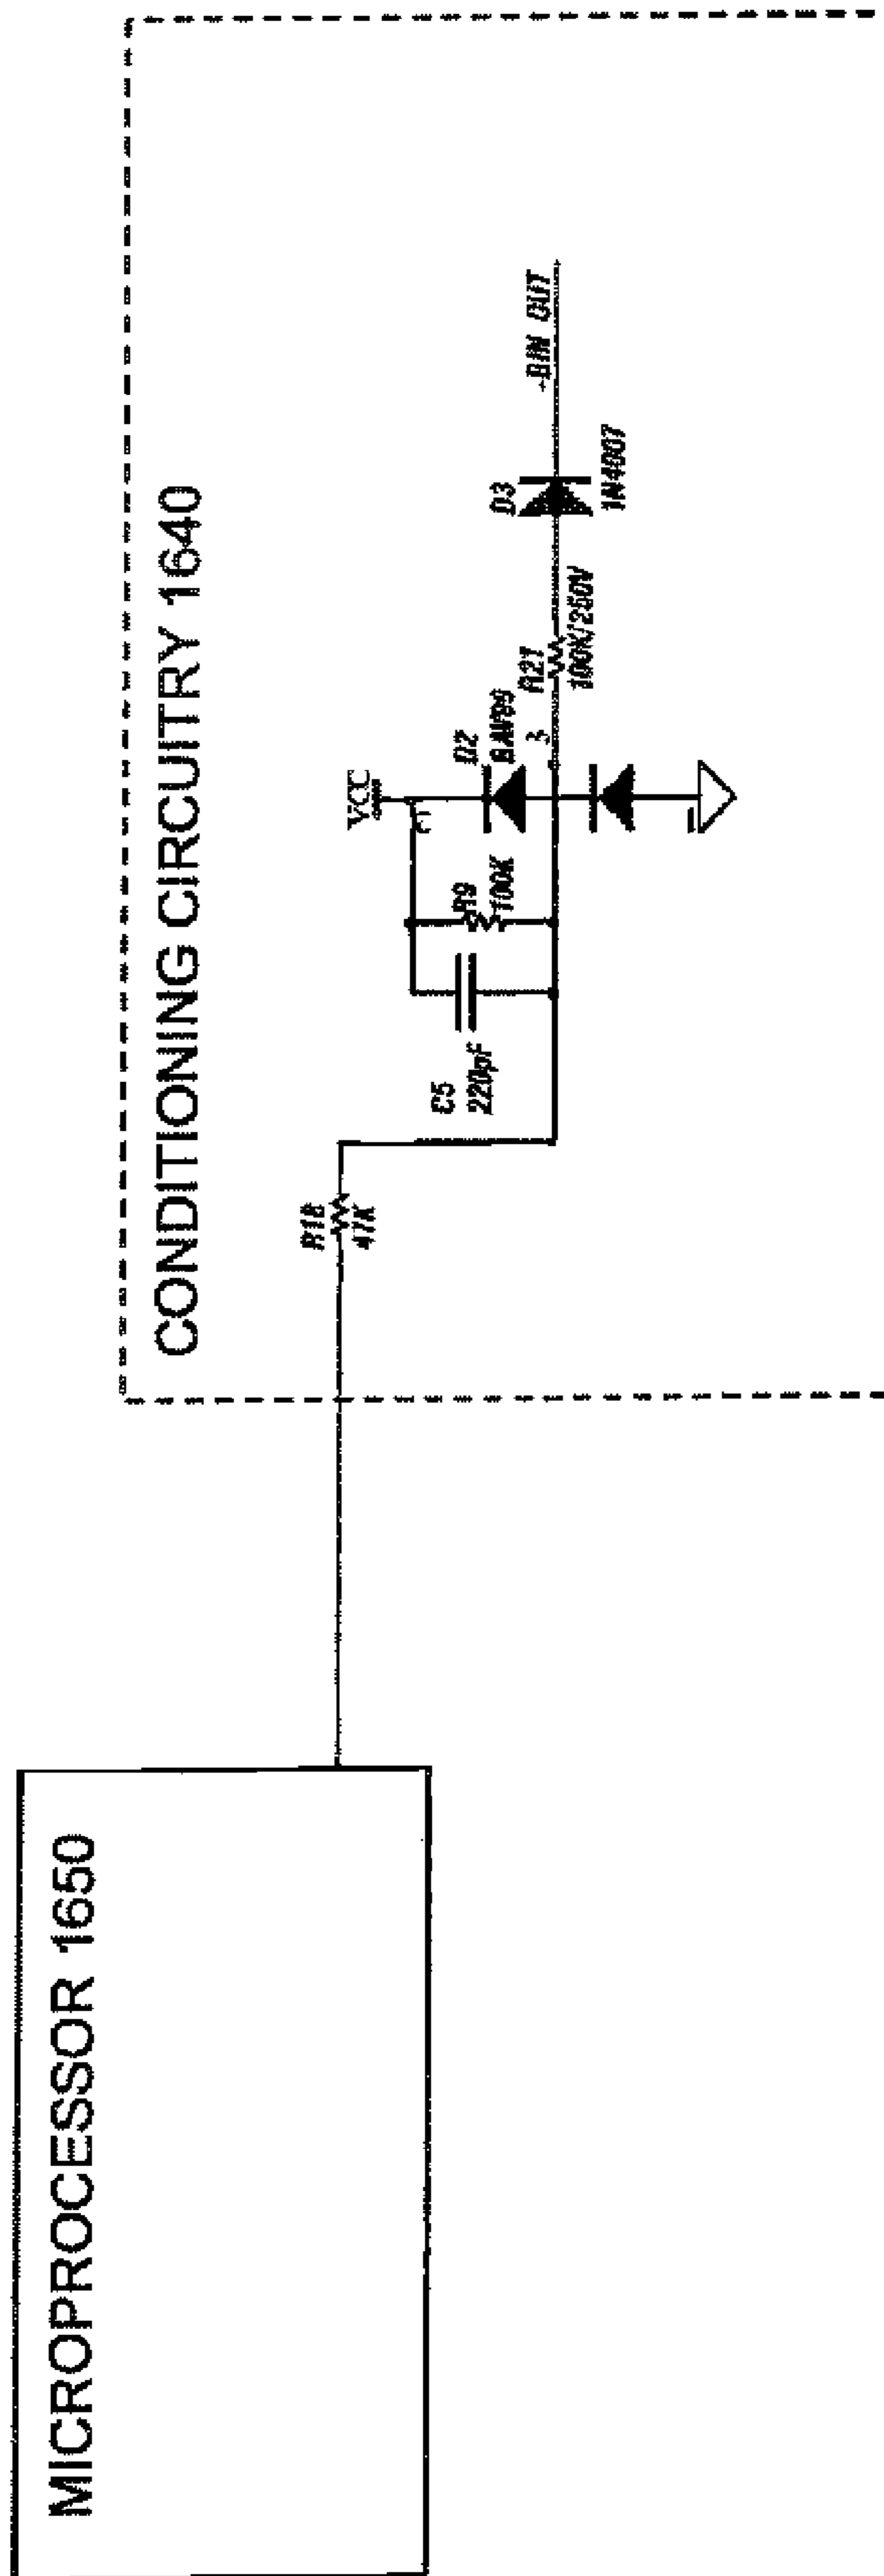 MICROPROCESSOR 1650
CONDITIONING CIRCUITRY 1640
R18
47K
C5
220pF
R9
100K
VCC
D2
BAV99
3
R21
100K/250V
D3
1N4007
+BIN OUT